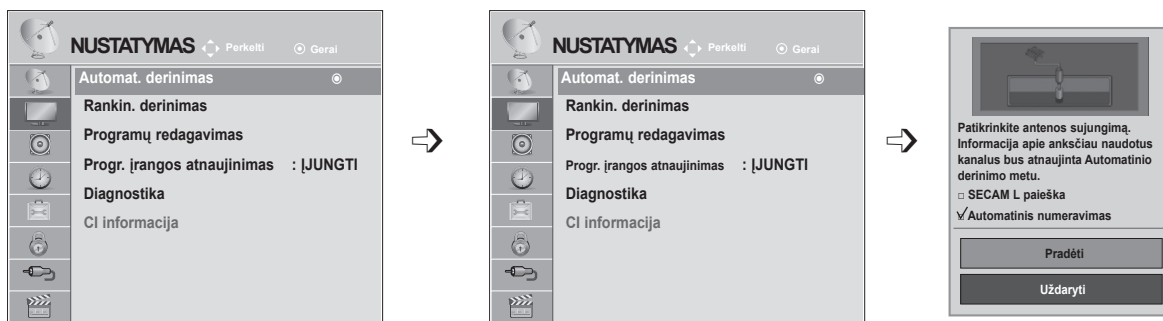 NUSTATYMAS Perkelti Gerai
Automat. derinimas
Rankin. derinimas
Programų redagavimas
Progr. įrangos atnaujinimas : ĮJUNGTI
Diagnostika
CI informacija
NUSTATYMAS Perkelti Gerai
Automat. derinimas
Rankin. derinimas
Programų redagavimas
Progr. įrangos atnaujinimas : ĮJUNGTI
Diagnostika
CI informacija
Patikrinkite antenos sujungimą.
Informacija apie anksčiau naudotus
kanalus bus atnaujinta Automatinio
derinimo metu.
□ SECAM L paieška
☑ Automatinis numeravimas
Pradėti
Uždaryti